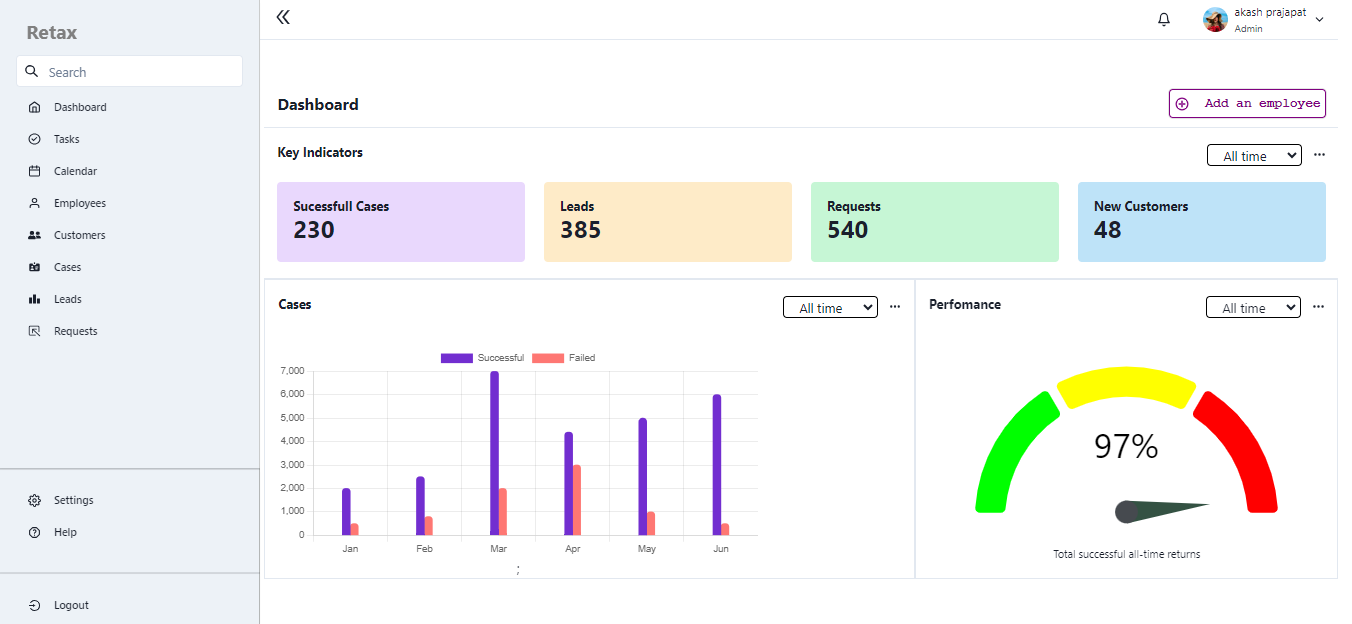 Retax
Search
Dashboard
Tasks
Calendar
Employees
Customers
Cases
Leads
Requests
Settings
Help
Logout
akash prajapat
Admin
Dashboard
Add an employee
Key Indicators
All time
Sucessfull Cases
230
Leads
385
Requests
540
New Customers
48
Cases
All time
Successful Failed
7,000
6,000
5,000
4,000
3,000
2,000
1,000
0
Jan Feb Mar Apr May Jun
;
Perfomance
All time
97%
Total successful all-time returns